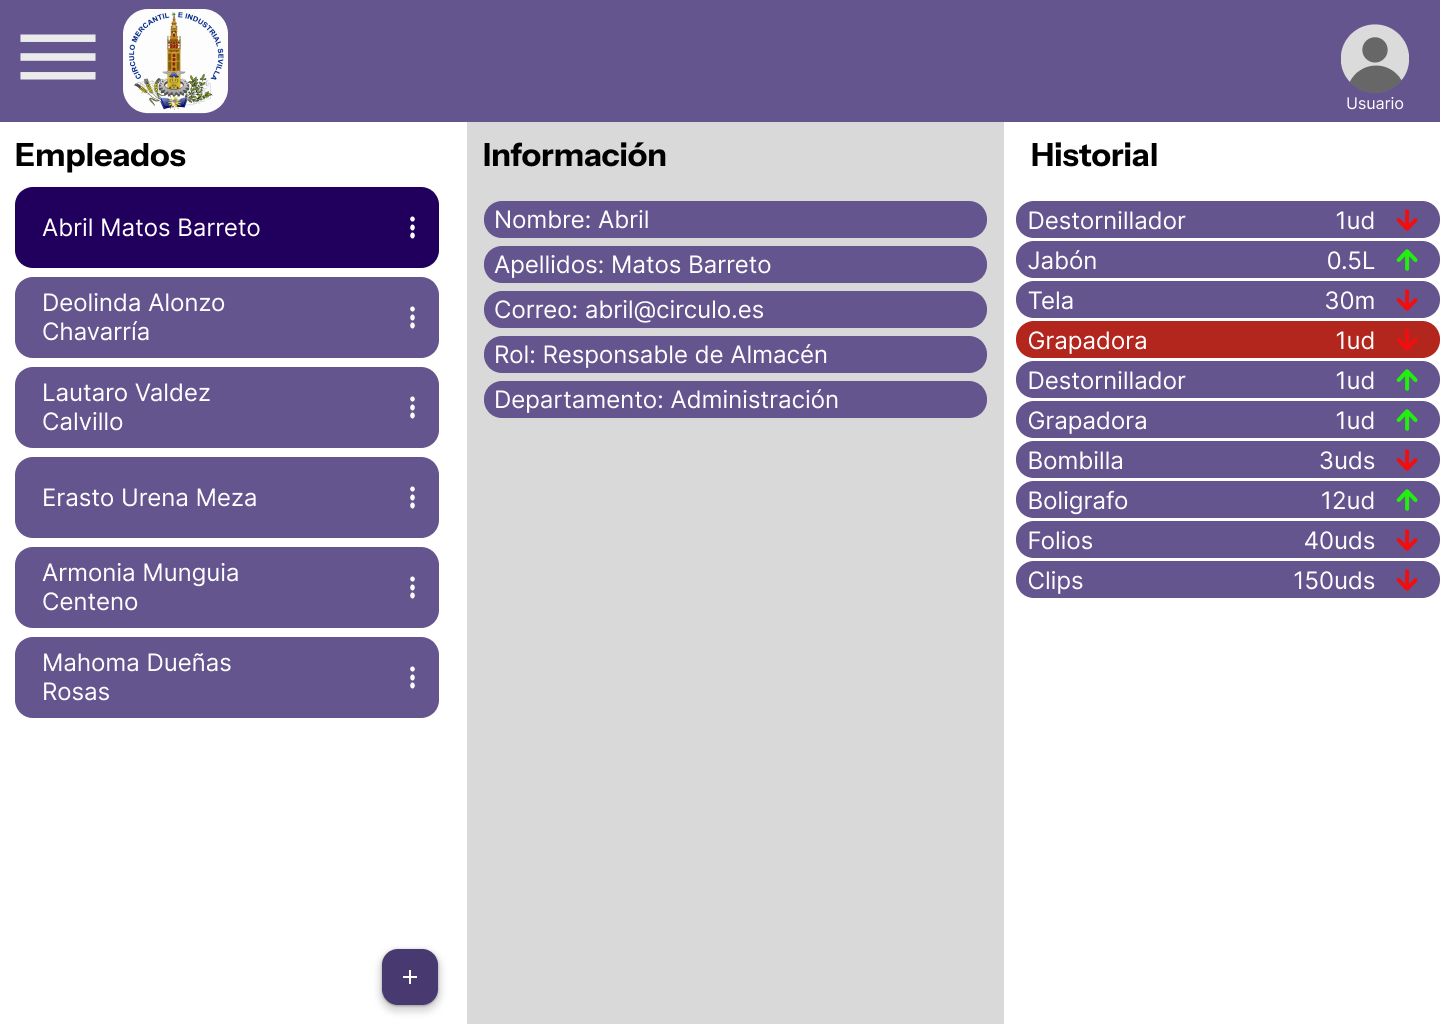 CIRCULO MERCANTIL E INDUSTRIAL SEVILLA
Usuario
Empleados
Abril Matos Barreto
Deolinda Alonzo
Chavarría
Lautaro Valdez
Calvillo
Erasto Urena Meza
Armonia Munguia
Centeno
Mahoma Dueñas
Rosas
+
Información
Nombre: Abril
Apellidos: Matos Barreto
Correo: abril@circulo.es
Rol: Responsable de Almacén
Departamento: Administración
Historial
Destornillador 1ud
Jabón 0.5L
Tela 30m
Grapadora 1ud
Destornillador 1ud
Grapadora 1ud
Bombilla 3uds
Boligrafo 12ud
Folios 40uds
Clips 150uds